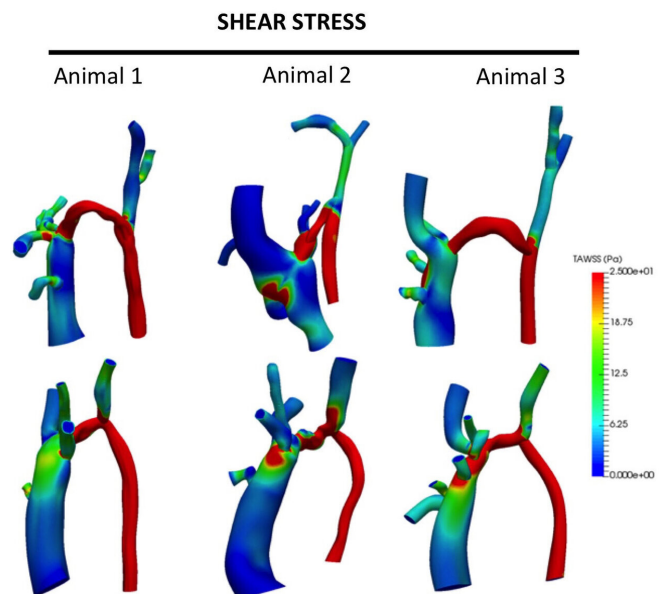 SHEAR STRESS
Animal 1
Animal 2
Animal 3
TAWSS (Pa)
2.500e+01
18.75
12.5
6.25
0.000e+00